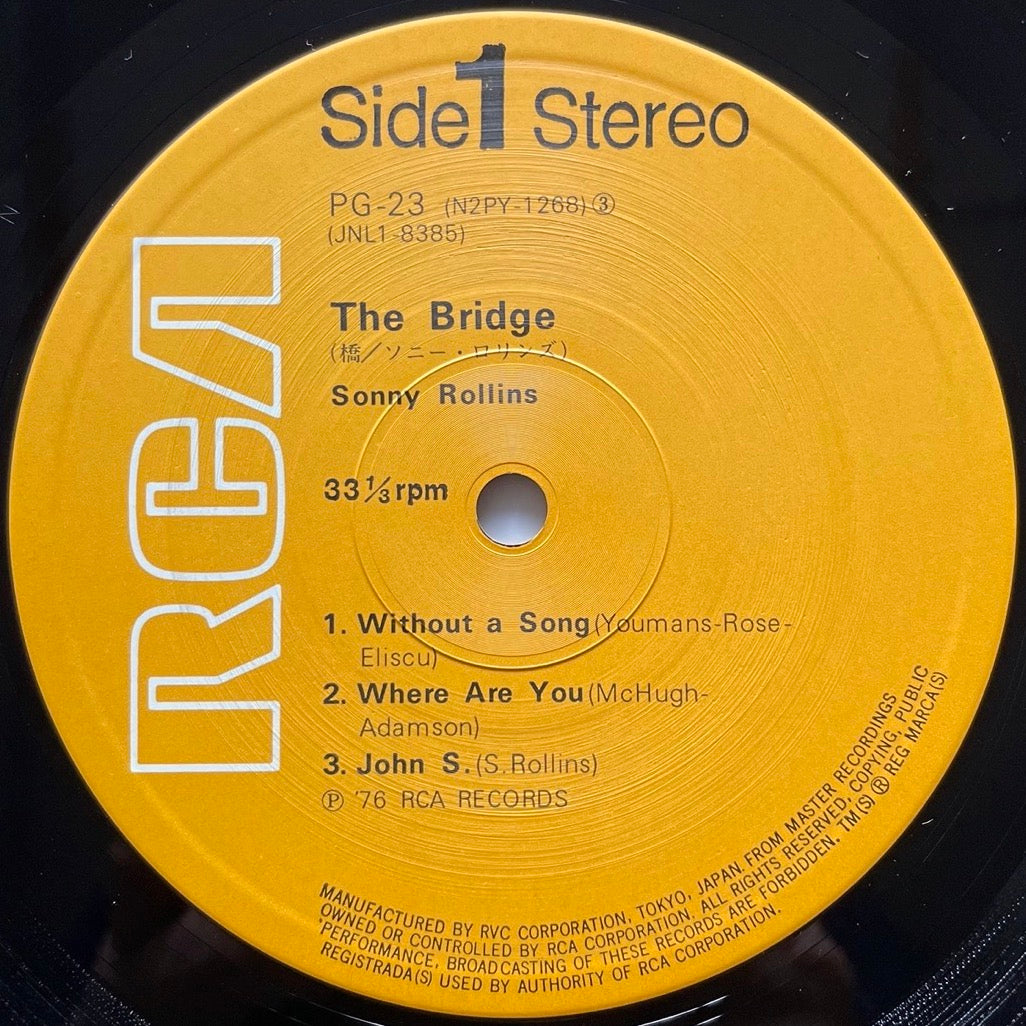 Side 1 Stereo
PG-23 (N2PY-1268) ③
(JNL1-8385)
RCA
The Bridge
(橋／ソニー・ロリンズ)
Sonny Rollins
33 1/3 rpm
1. Without a Song (Youmans-Rose-
Eliscu)
2. Where Are You (McHugh-
Adamson)
3. John S. (S. Rollins)
Ⓟ '76 RCA RECORDS
MANUFACTURED BY RVC CORPORATION, TOKYO, JAPAN. FROM MASTER RECORDINGS
OWNED OR CONTROLLED BY RCA CORPORATION. ALL RIGHTS RESERVED, COPYING, PUBLIC
PERFORMANCE, BROADCASTING OF THESE RECORDS ARE FORBIDDEN. TM(S) ® REG MARCA(S)
REGISTRADA(S) USED BY AUTHORITY OF RCA CORPORATION.